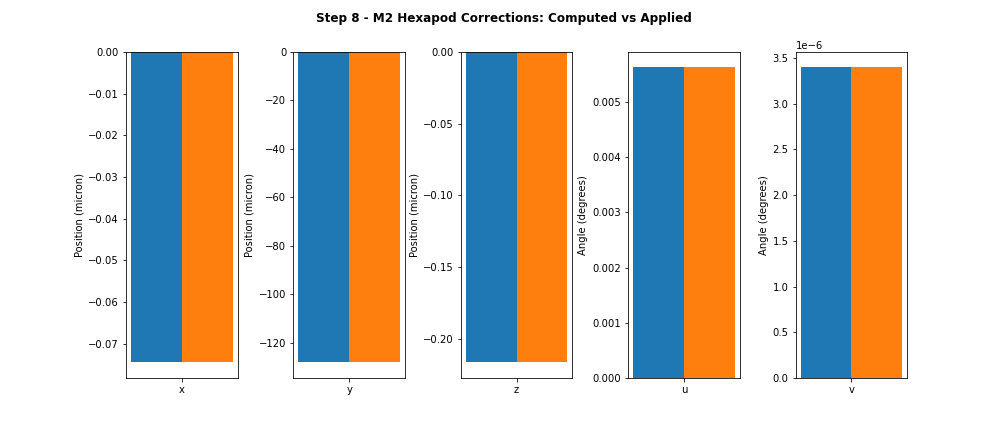 Step 8 - M2 Hexapod Corrections: Computed vs Applied
Position (micron)
0.00
−0.01
−0.02
−0.03
−0.04
−0.05
−0.06
−0.07
x
Position (micron)
0
−20
−40
−60
−80
−100
−120
y
Position (micron)
0.00
−0.05
−0.10
−0.15
−0.20
z
Angle (degrees)
0.005
0.004
0.003
0.002
0.001
0.000
u
Angle (degrees)
1e−6
3.5
3.0
2.5
2.0
1.5
1.0
0.5
0.0
v